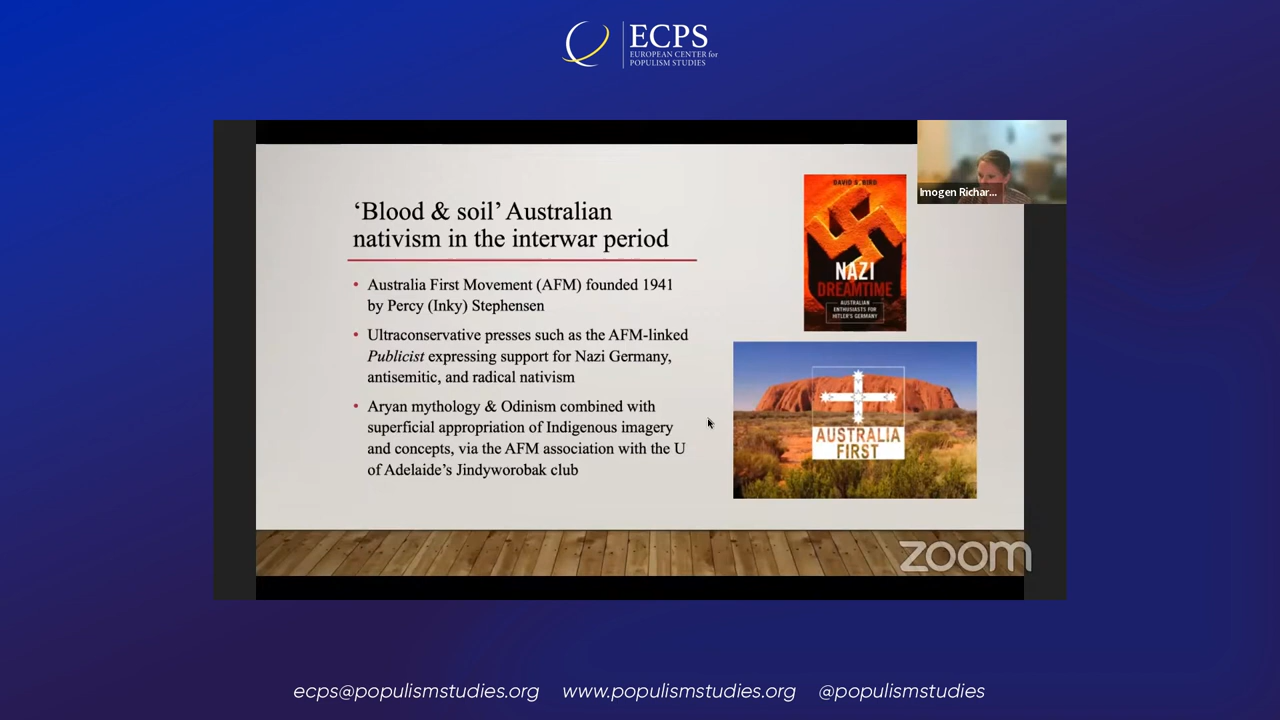 ECPS
EUROPEAN CENTER for
POPULISM STUDIES
Imogen Richar...
‘Blood & soil’ Australian
nativism in the interwar period
• Australia First Movement (AFM) founded 1941
by Percy (Inky) Stephensen
• Ultraconservative presses such as the AFM-linked
Publicist expressing support for Nazi Germany,
antisemitic, and radical nativism
• Aryan mythology & Odinism combined with
superficial appropriation of Indigenous imagery
and concepts, via the AFM association with the U
of Adelaide’s Jindyworobak club
DAVID S. BIRD
NAZI
DREAMTIME
AUSTRALIAN
ENTHUSIASTS FOR
HITLER'S GERMANY
AUSTRALIA
FIRST
zoom
ecps@populismstudies.org www.populismstudies.org @populismstudies